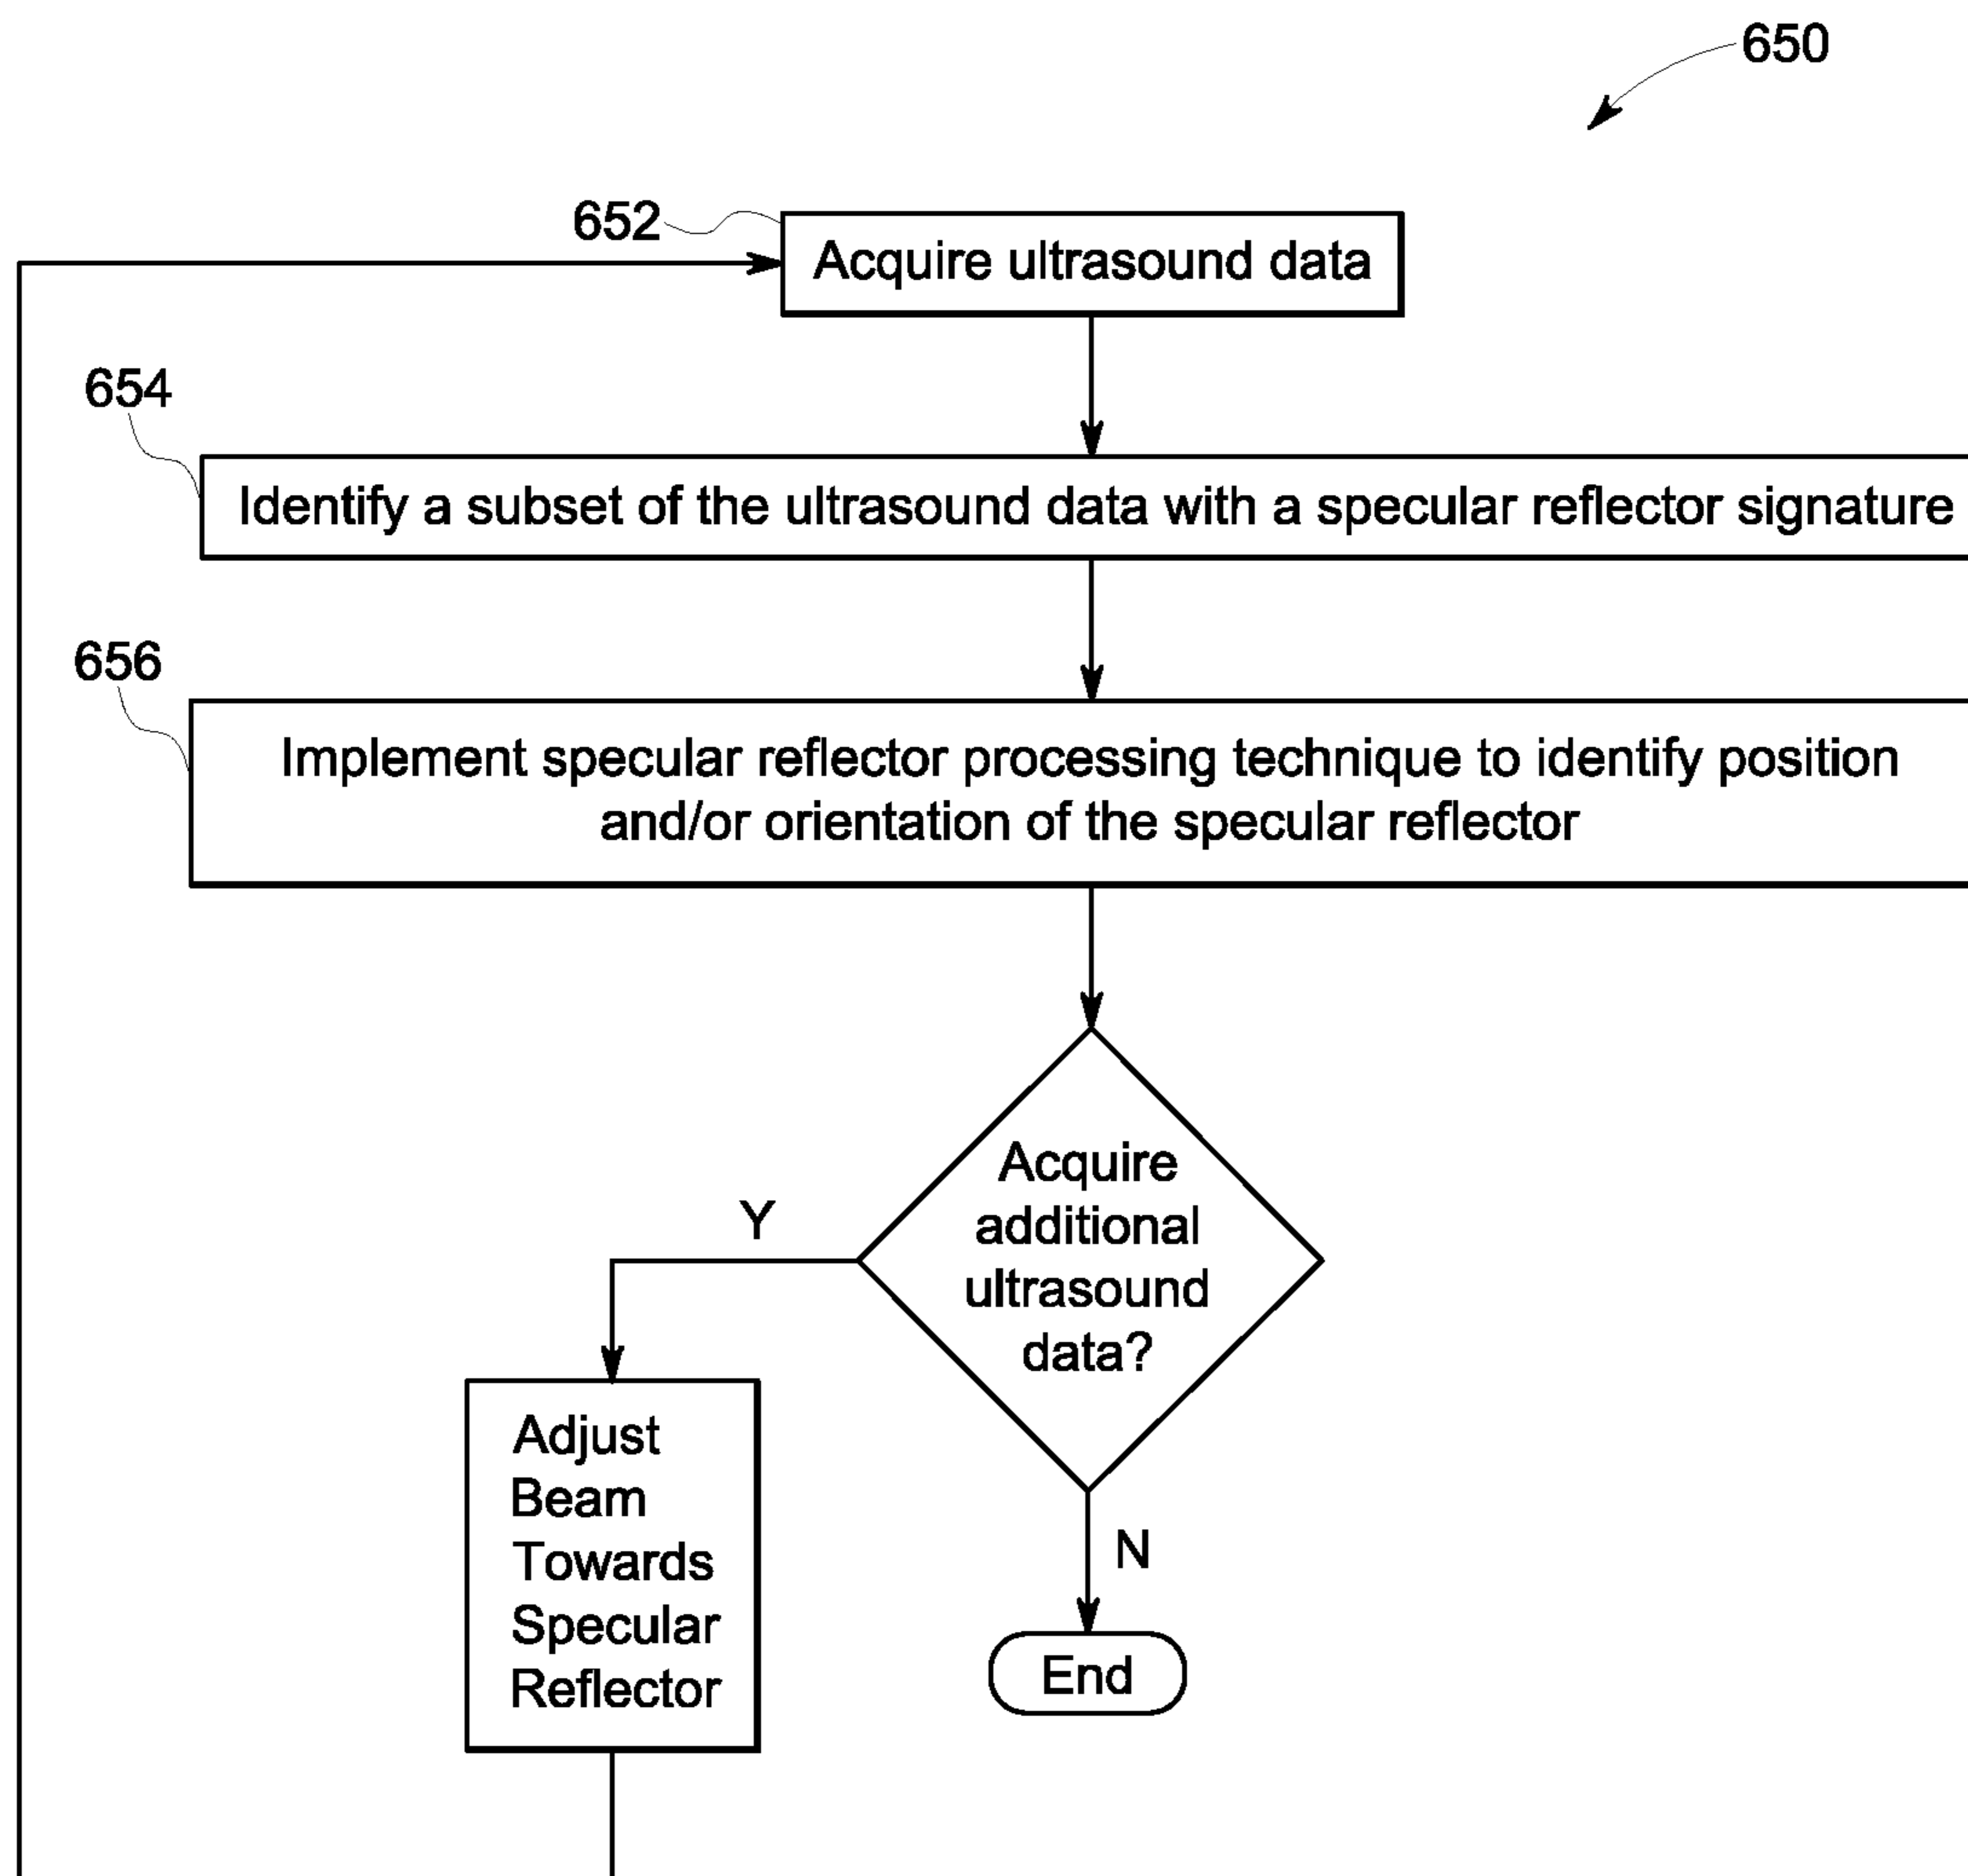 650
652
Acquire ultrasound data
654
Identify a subset of the ultrasound data with a specular reflector signature
656
Implement specular reflector processing technique to identify position
and/or orientation of the specular reflector
Acquire
additional
ultrasound
data?
Y
Adjust
Beam
Towards
Specular
Reflector
N
End